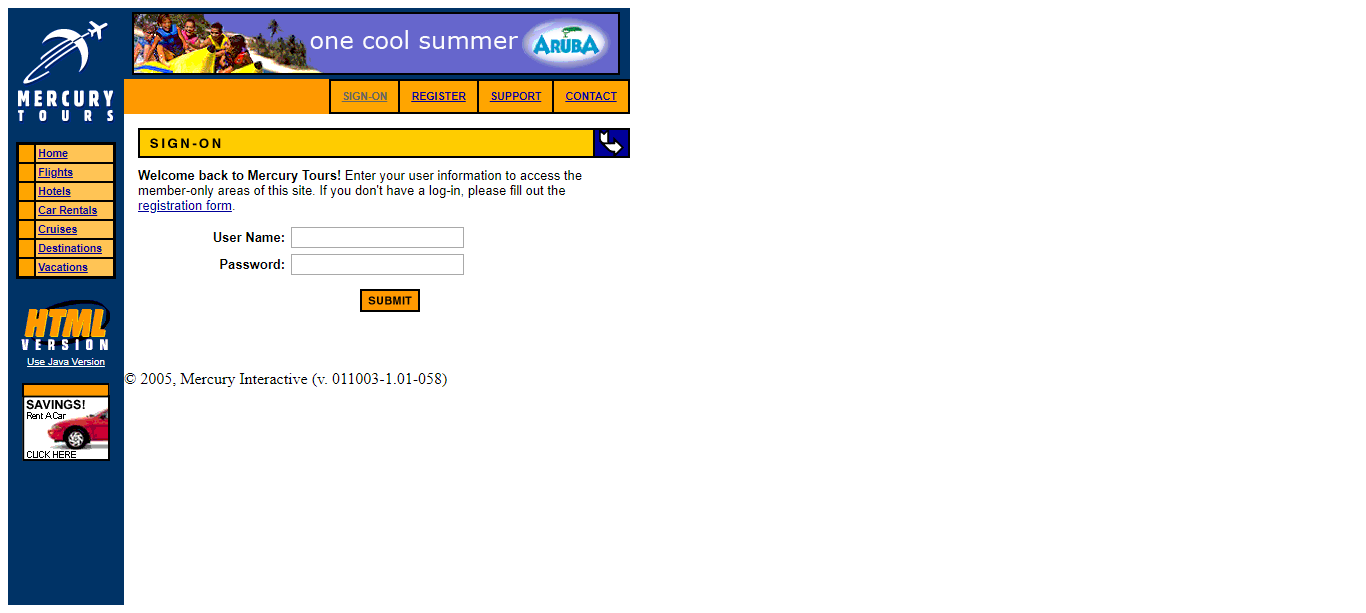 MERCURY
TOURS
one cool summer ARUBA
SIGN-ON REGISTER SUPPORT CONTACT
Home
Flights
Hotels
Car Rentals
Cruises
Destinations
Vacations
HTML
VERSION
Use Java Version
SAVINGS!
Rent A Car
CLICK HERE
SIGN-ON
Welcome back to Mercury Tours! Enter your user information to access the
member-only areas of this site. If you don't have a log-in, please fill out the
registration form.
User Name:
Password:
SUBMIT
© 2005, Mercury Interactive (v. 011003-1.01-058)